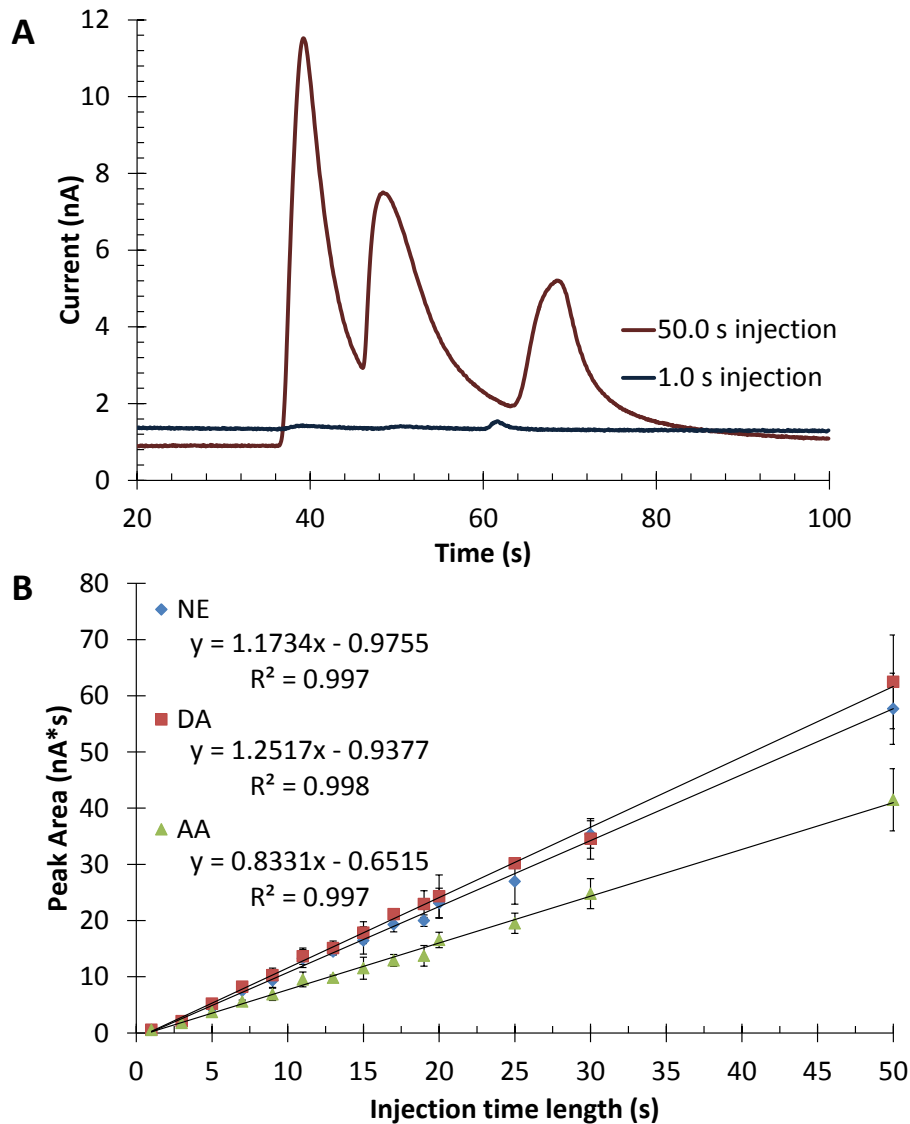 A
12
10
8
6
4
2
0
Current (nA)
50.0 s injection
1.0 s injection
20 40 60 80 100
Time (s)
B
80
70
60
50
40
30
20
10
0
Peak Area (nA*s)
NE
y = 1.1734x - 0.9755
R² = 0.997
DA
y = 1.2517x - 0.9377
R² = 0.998
AA
y = 0.8331x - 0.6515
R² = 0.997
0 5 10 15 20 25 30 35 40 45 50
Injection time length (s)